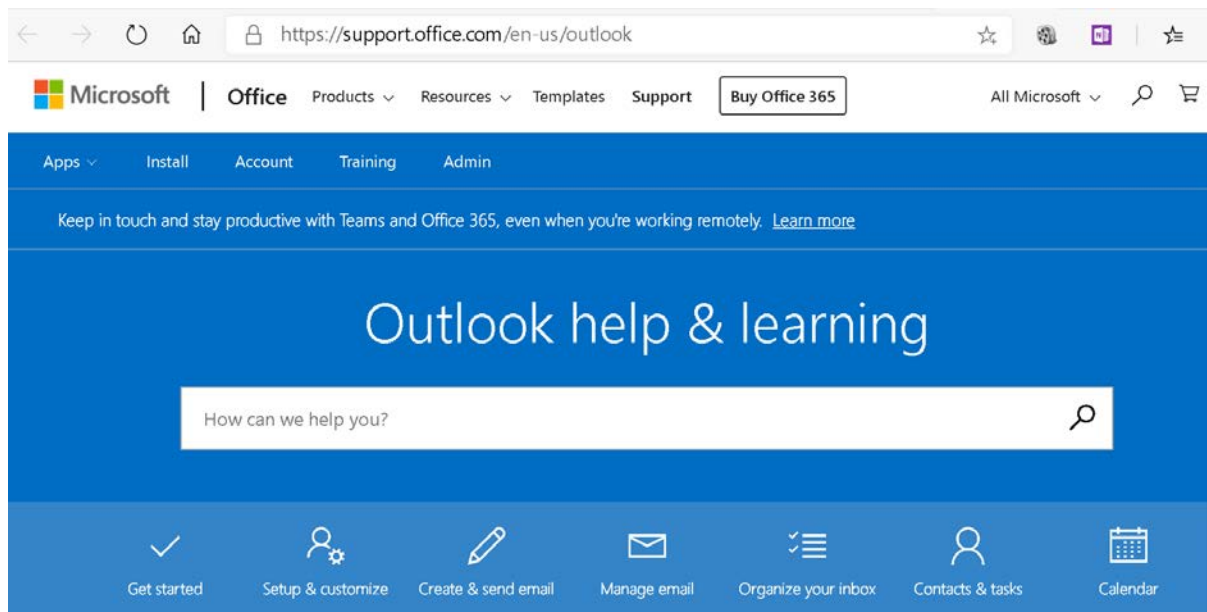 https://support.office.com/en-us/outlook
Microsoft | Office Products Resources Templates Support Buy Office 365 All Microsoft
Apps Install Account Training Admin
Keep in touch and stay productive with Teams and Office 365, even when you're working remotely. Learn more
Outlook help & learning
How can we help you?
Get started Setup & customize Create & send email Manage email Organize your inbox Contacts & tasks Calendar